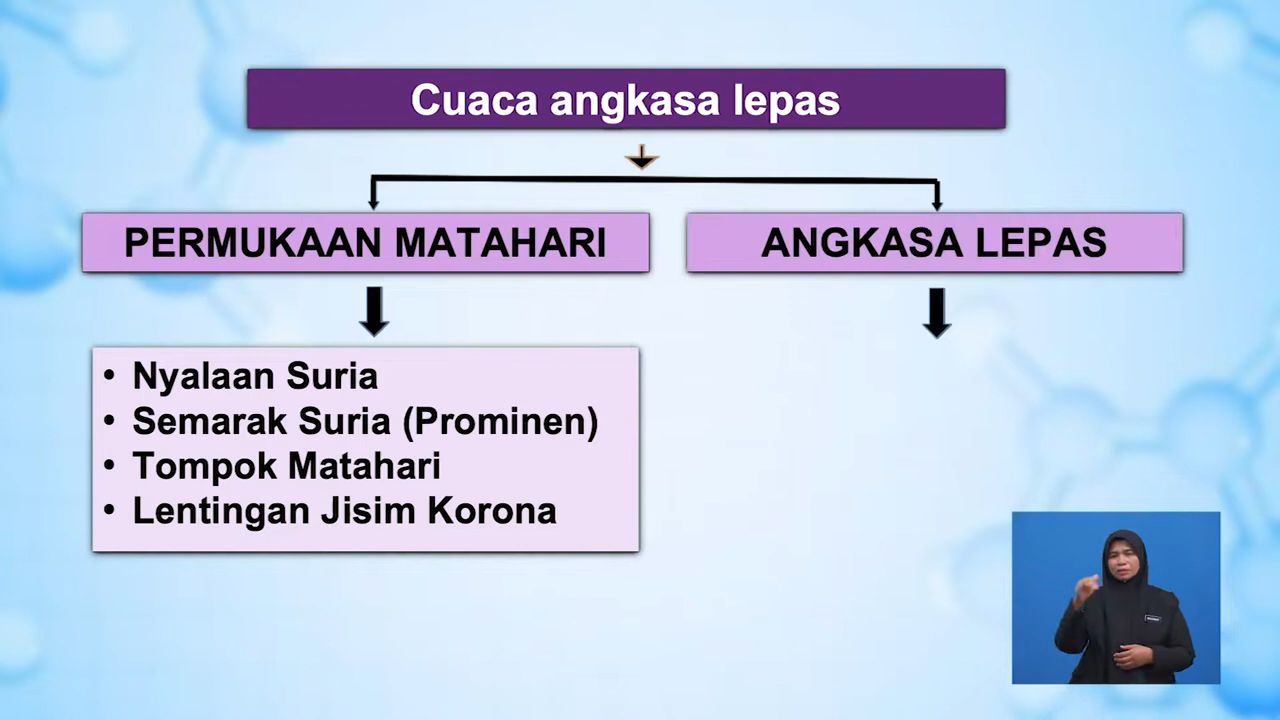 Cuaca angkasa lepas
PERMUKAAN MATAHARI
ANGKASA LEPAS
• Nyalaan Suria
• Semarak Suria (Prominen)
• Tompok Matahari
• Lentingan Jisim Korona